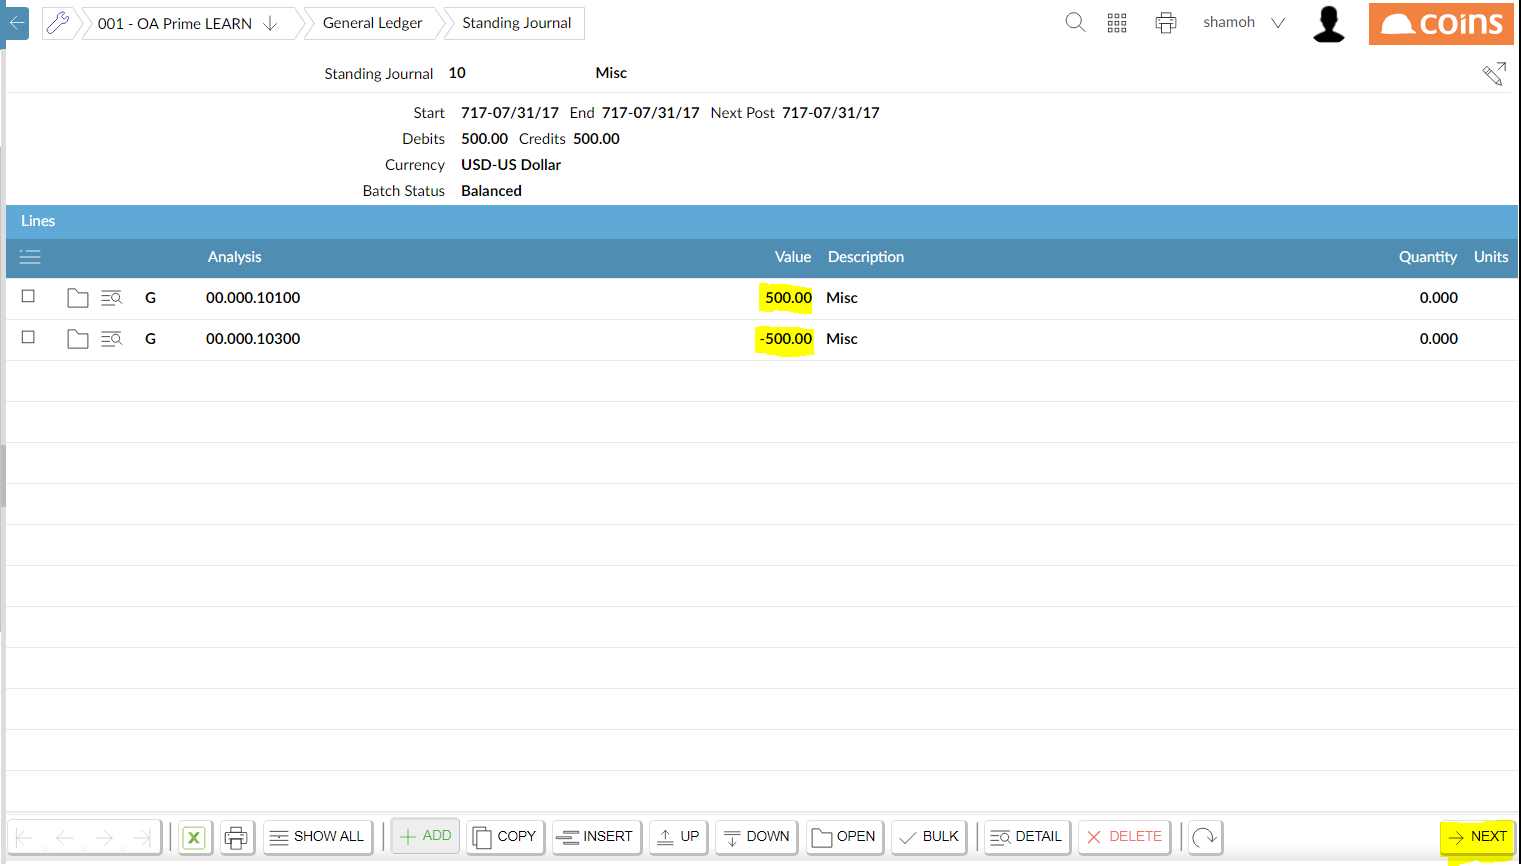 001 - OA Prime LEARN General Ledger Standing Journal shamoh coins
Standing Journal 10 Misc
Start 717-07/31/17 End 717-07/31/17 Next Post 717-07/31/17
Debits 500.00 Credits 500.00
Currency USD-US Dollar
Batch Status Balanced
Lines
Analysis Value Description Quantity Units
G 00.000.10100 500.00 Misc 0.000
G 00.000.10300 -500.00 Misc 0.000
SHOW ALL ADD COPY INSERT UP DOWN OPEN BULK DETAIL DELETE NEXT